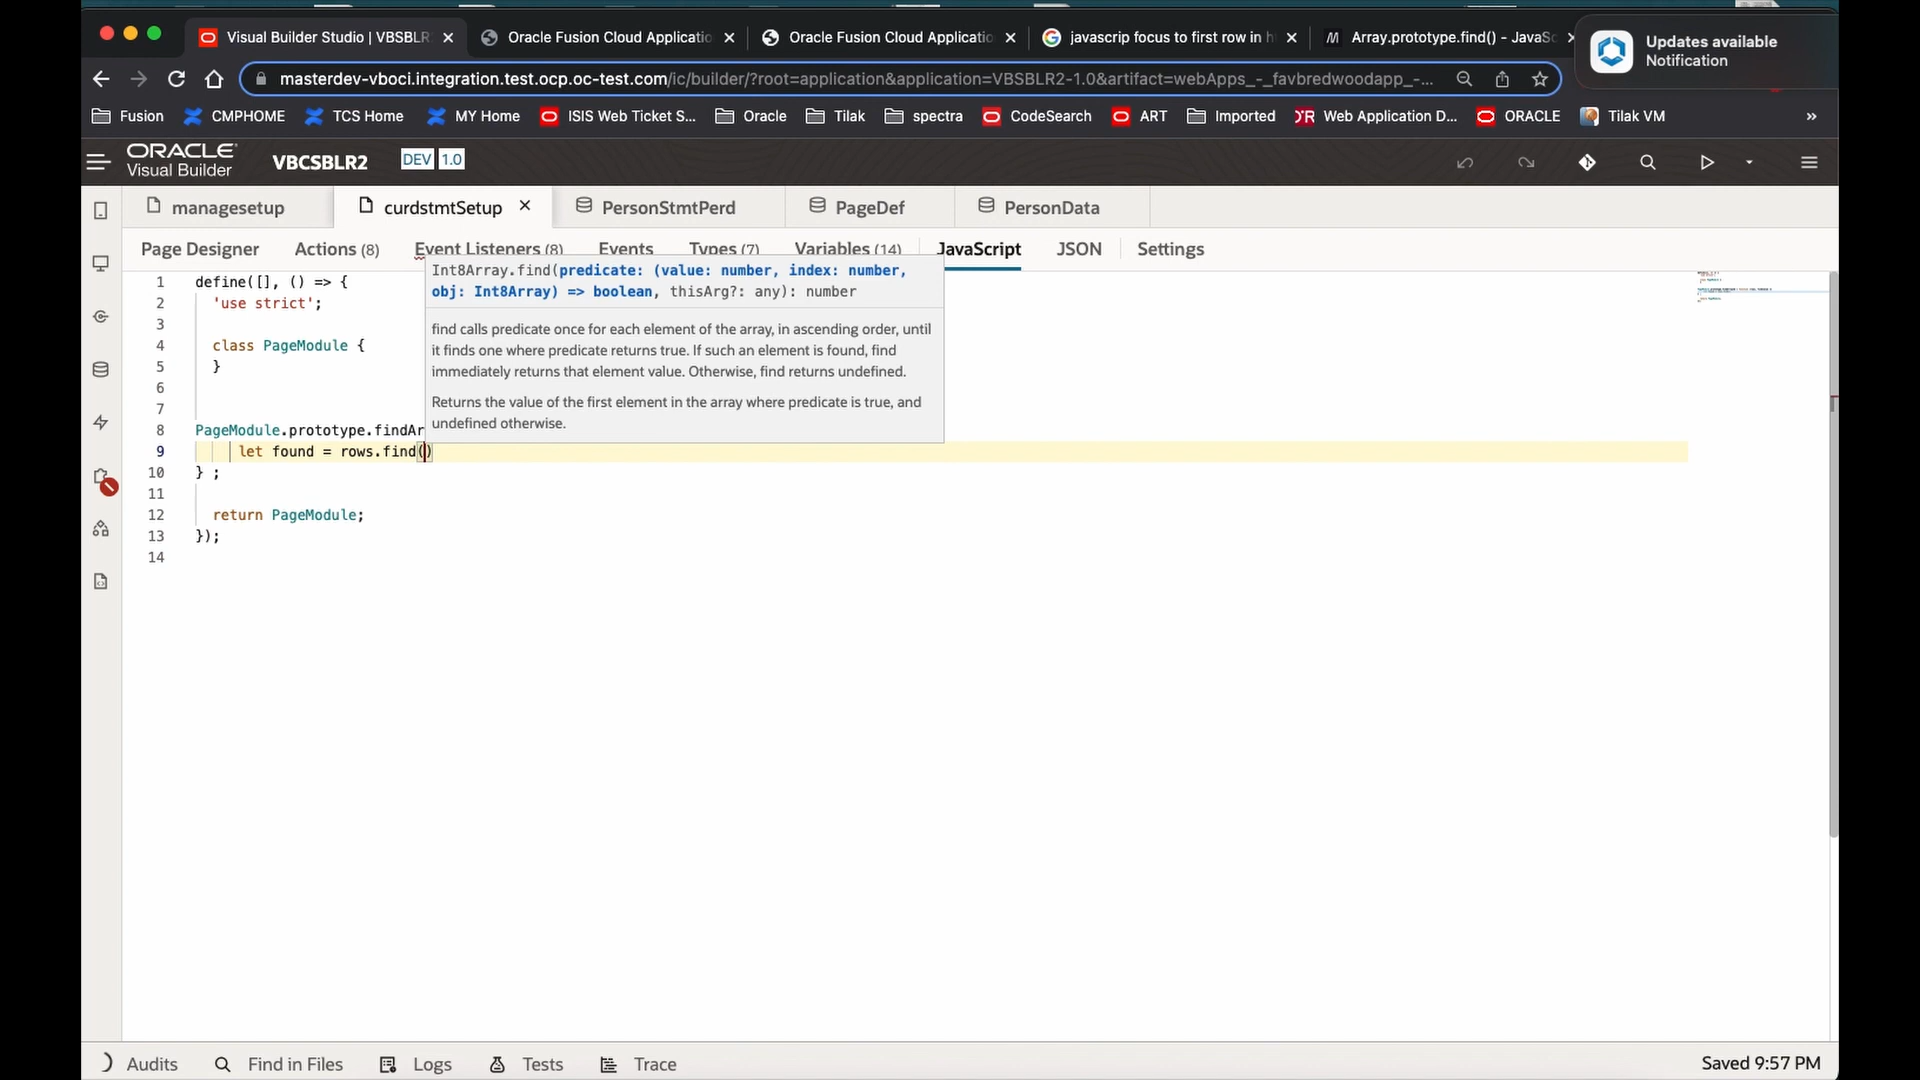 Visual Builder Studio | VBSBLR
Oracle Fusion Cloud Applicatio
Oracle Fusion Cloud Applicatio
javascrip focus to first row in h
Array.prototype.find() - JavaSc
Updates available
Notification
masterdev-vboci.integration.test.ocp.oc-test.com/ic/builder/?root=application&application=VBSBLR2-1.0&artifact=webApps_-_favbredwoodapp_-...
Fusion CMPHOME TCS Home MY Home ISIS Web Ticket S... Oracle Tilak spectra CodeSearch ART Imported Web Application D... ORACLE Tilak VM »
ORACLE
Visual Builder
VBCSBLR2 DEV 1.0
managesetup curdstmtSetup PersonStmtPerd PageDef PersonData
Page Designer Actions (8) Event Listeners (8) Events Types (7) Variables (14) JavaScript JSON Settings
Int8Array.find(predicate: (value: number, index: number,
obj: Int8Array) => boolean, thisArg?: any): number
find calls predicate once for each element of the array, in ascending order, until
it finds one where predicate returns true. If such an element is found, find
immediately returns that element value. Otherwise, find returns undefined.
Returns the value of the first element in the array where predicate is true, and
undefined otherwise.
1 define([], () => {
2 'use strict';
3
4 class PageModule {
5 }
6
7
8 PageModule.prototype.findAr
9 let found = rows.find()
10 } ;
11
12 return PageModule;
13 });
14
Audits Find in Files Logs Tests Trace Saved 9:57 PM